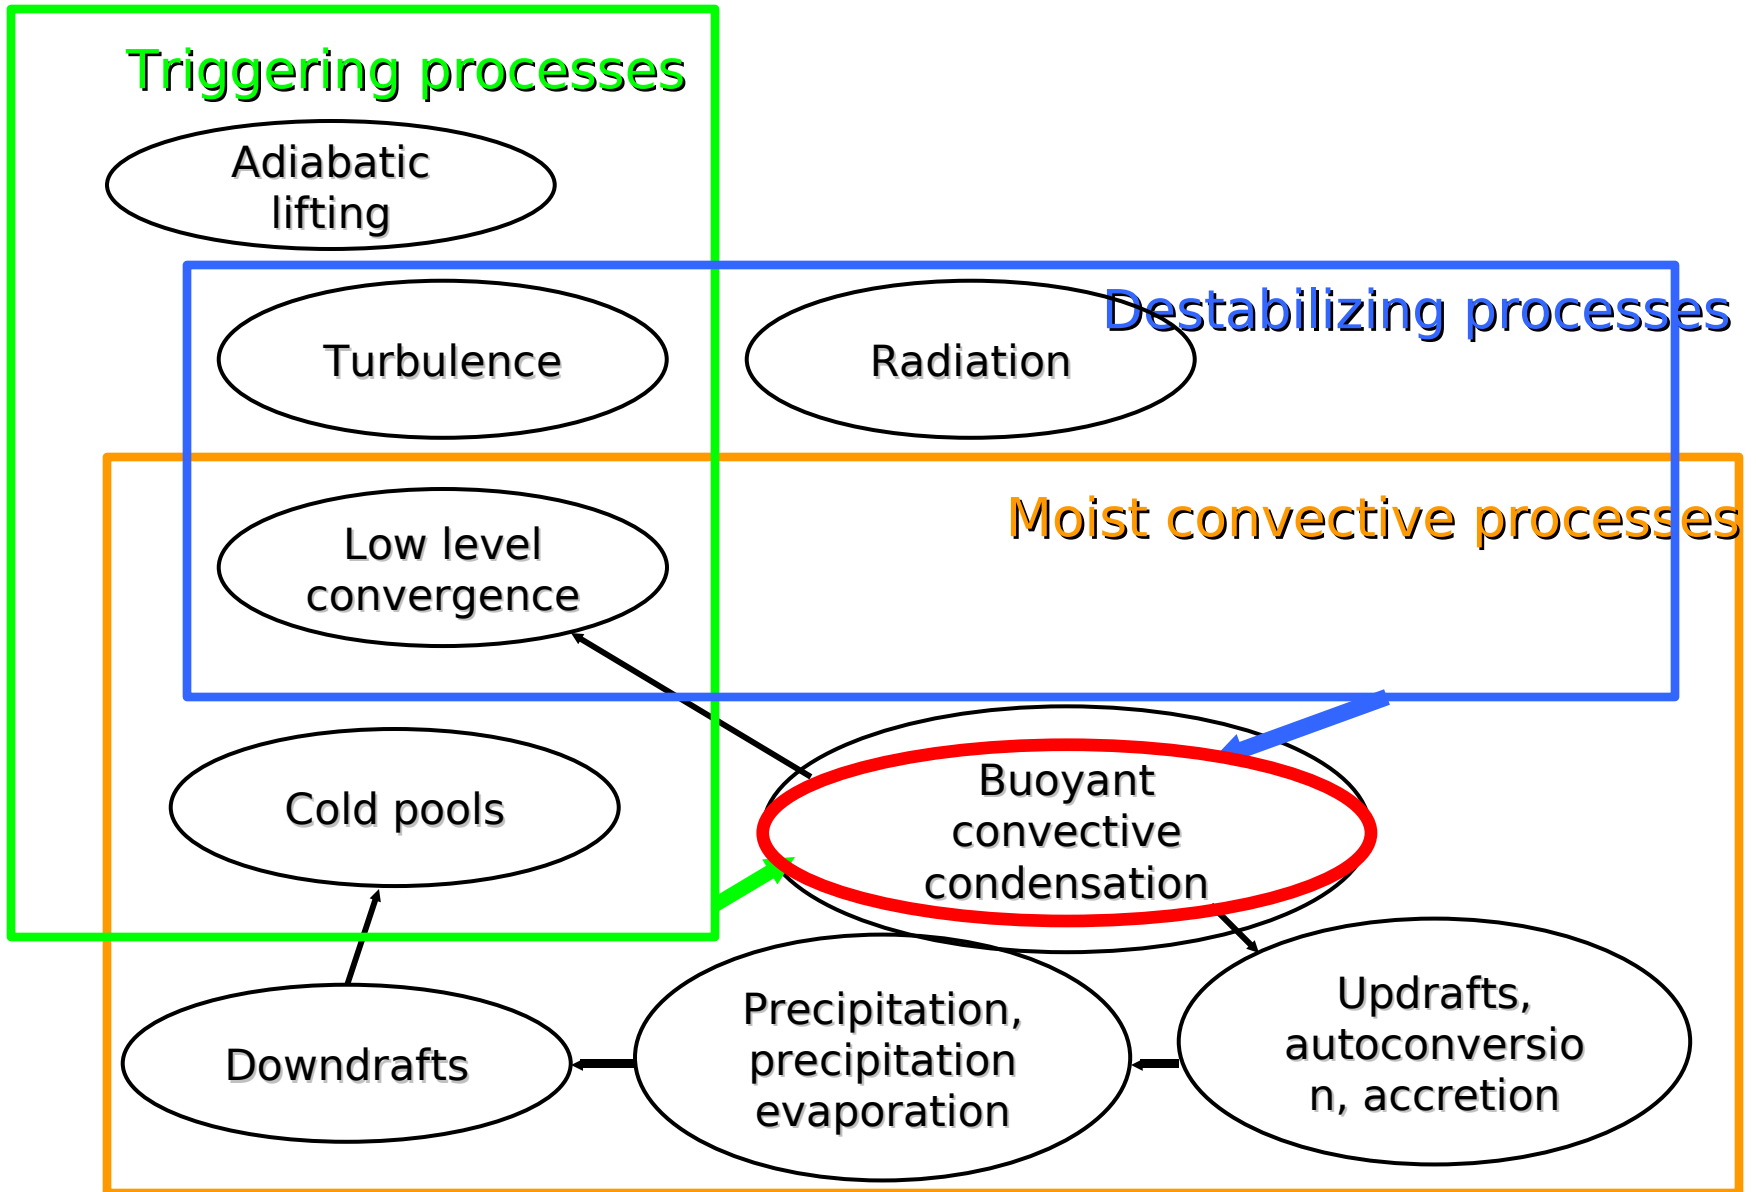 Triggering processes
Adiabatic
lifting
Destabilizing processes
Turbulence
Radiation
Moist convective processes
Low level
convergence
Cold pools
Buoyant
convective
condensation
Downdrafts
Precipitation,
precipitation
evaporation
Updrafts,
autoconversio
n, accretion